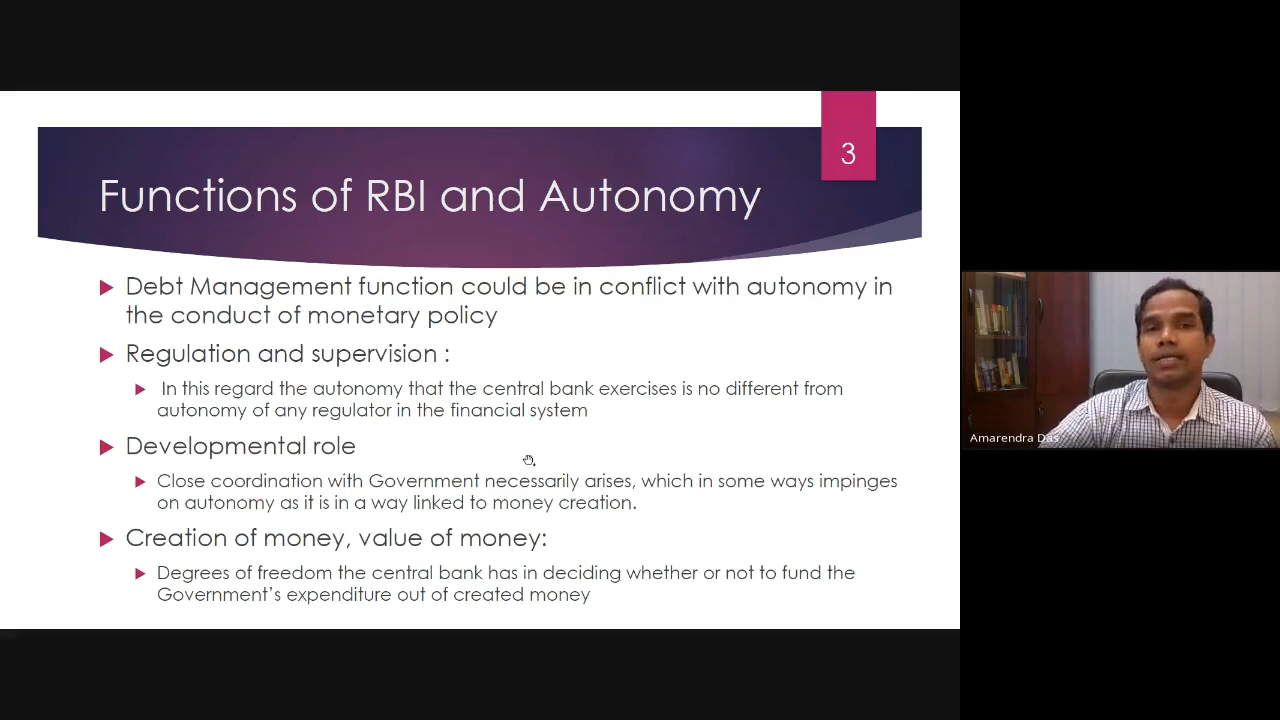 3
Functions of RBI and Autonomy
Debt Management function could be in conflict with autonomy in
the conduct of monetary policy
Regulation and supervision :
In this regard the autonomy that the central bank exercises is no different from
autonomy of any regulator in the financial system
Developmental role
Close coordination with Government necessarily arises, which in some ways impinges
on autonomy as it is in a way linked to money creation.
Creation of money, value of money:
Degrees of freedom the central bank has in deciding whether or not to fund the
Government’s expenditure out of created money
Amarendra Das